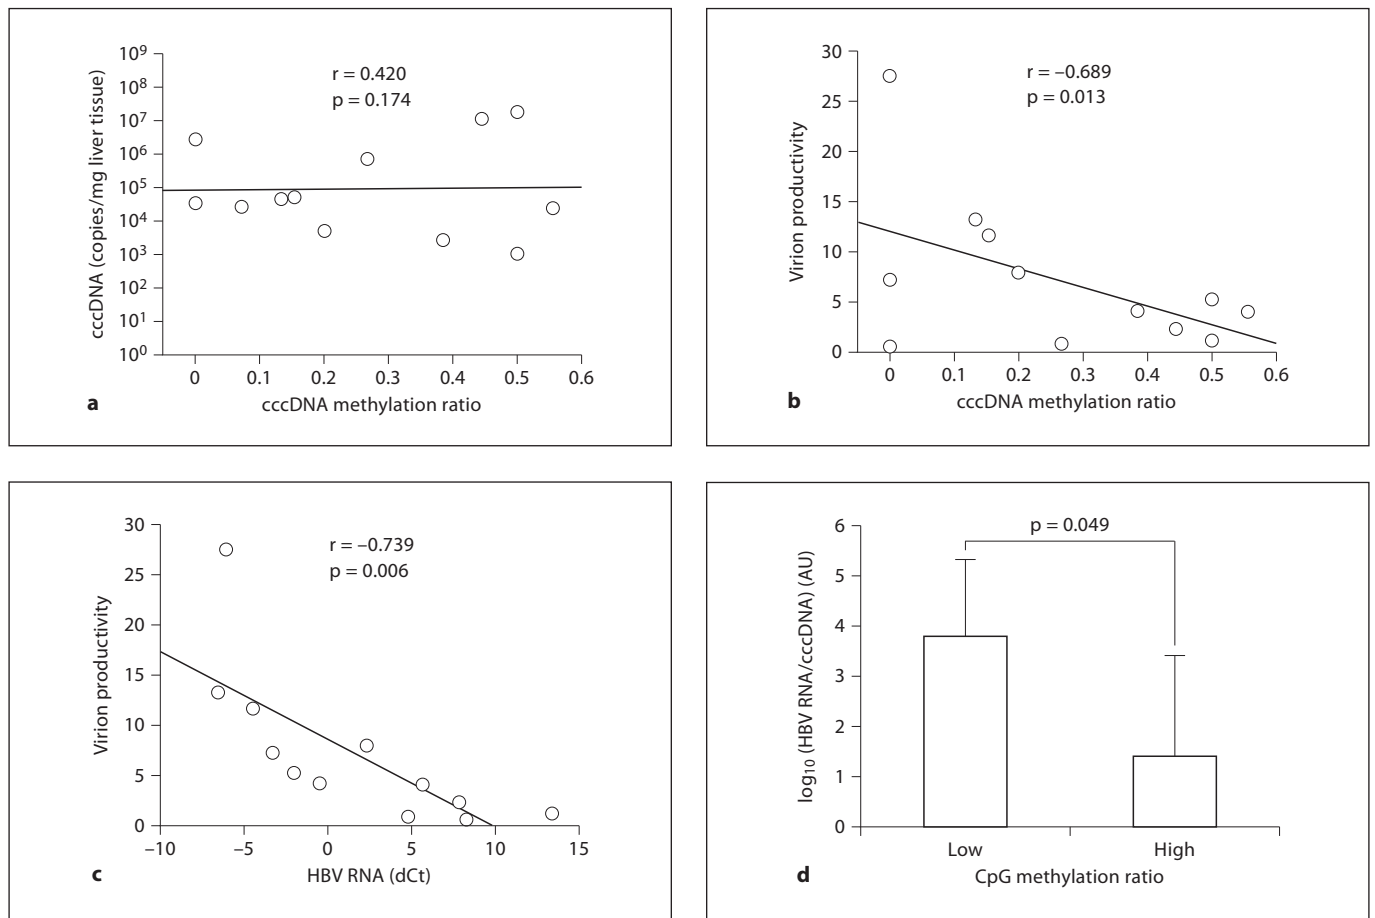 cccDNA (copies/mg liver tissue)
10⁹
10⁸
10⁷
10⁶
10⁵
10⁴
10³
10²
10¹
10⁰
r = 0.420
p = 0.174
0 0.1 0.2 0.3 0.4 0.5 0.6
cccDNA methylation ratio
a
Virion productivity
30
25
20
15
10
5
0
r = –0.689
p = 0.013
0 0.1 0.2 0.3 0.4 0.5 0.6
cccDNA methylation ratio
b
Virion productivity
30
25
20
15
10
5
0
r = –0.739
p = 0.006
–10 –5 0 5 10 15
HBV RNA (dCt)
c
log₁₀ (HBV RNA/cccDNA) (AU)
6
5
4
3
2
1
0
p = 0.049
Low High
CpG methylation ratio
d